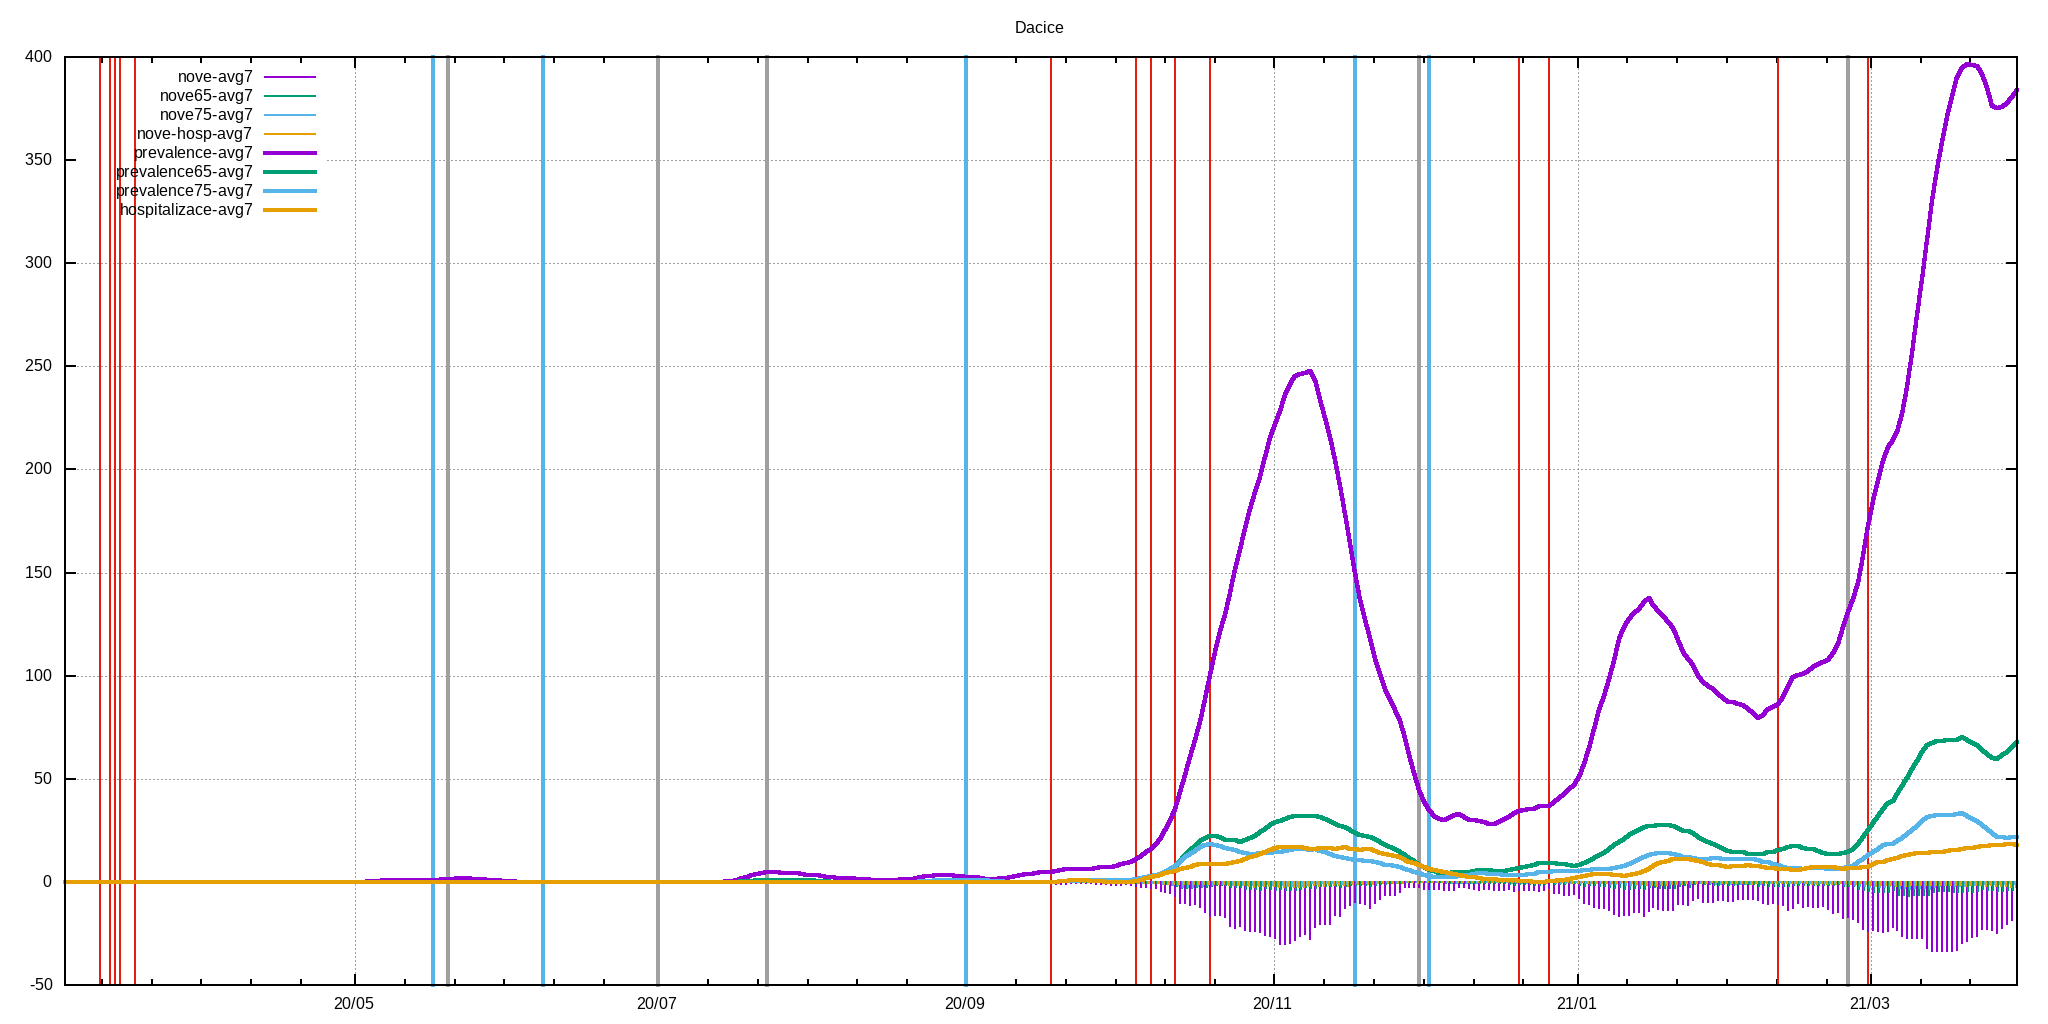 Dacice
400
350
300
250
200
150
100
50
0
-50
nove-avg7
nove65-avg7
nove75-avg7
nove-hosp-avg7
prevalence-avg7
prevalence65-avg7
prevalence75-avg7
hospitalizace-avg7
20/05 20/07 20/09 20/11 21/01 21/03